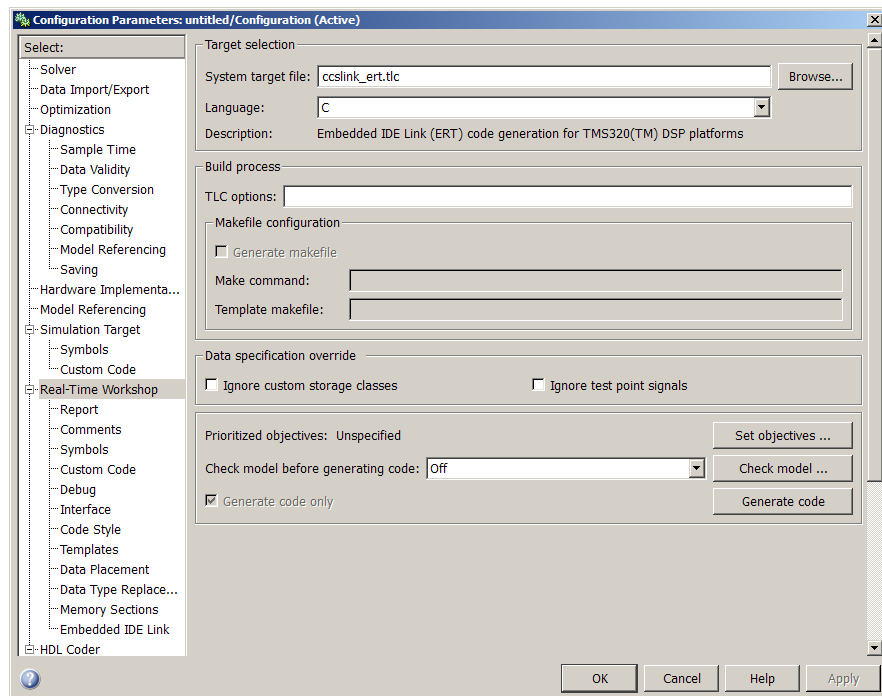 Configuration Parameters: untitled/Configuration (Active)
Select:
Solver
Data Import/Export
Optimization
Diagnostics
Sample Time
Data Validity
Type Conversion
Connectivity
Compatibility
Model Referencing
Saving
Hardware Implementa...
Model Referencing
Simulation Target
Symbols
Custom Code
Real-Time Workshop
Report
Comments
Symbols
Custom Code
Debug
Interface
Code Style
Templates
Data Placement
Data Type Replace...
Memory Sections
Embedded IDE Link
HDL Coder
Target selection
System target file: ccslink_ert.tlc Browse...
Language: C
Description: Embedded IDE Link (ERT) code generation for TMS320(TM) DSP platforms
Build process
TLC options:
Makefile configuration
Generate makefile
Make command:
Template makefile:
Data specification override
Ignore custom storage classes Ignore test point signals
Prioritized objectives: Unspecified Set objectives ...
Check model before generating code: Off Check model ...
Generate code only Generate code
? OK Cancel Help Apply